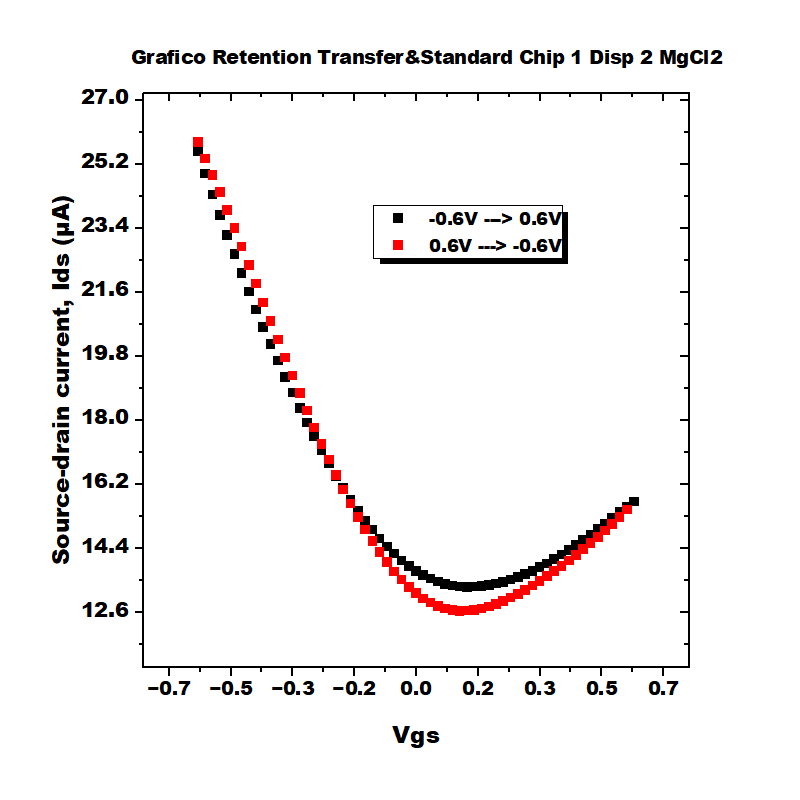 Grafico Retention Transfer&Standard Chip 1 Disp 2 MgCl2
27.0
25.2
23.4
21.6
19.8
18.0
16.2
14.4
12.6
Source-drain current, Ids (µA)
-0.6V ---> 0.6V
0.6V ---> -0.6V
−0.7 −0.5 −0.3 −0.2 0.0 0.2 0.3 0.5 0.7
Vgs